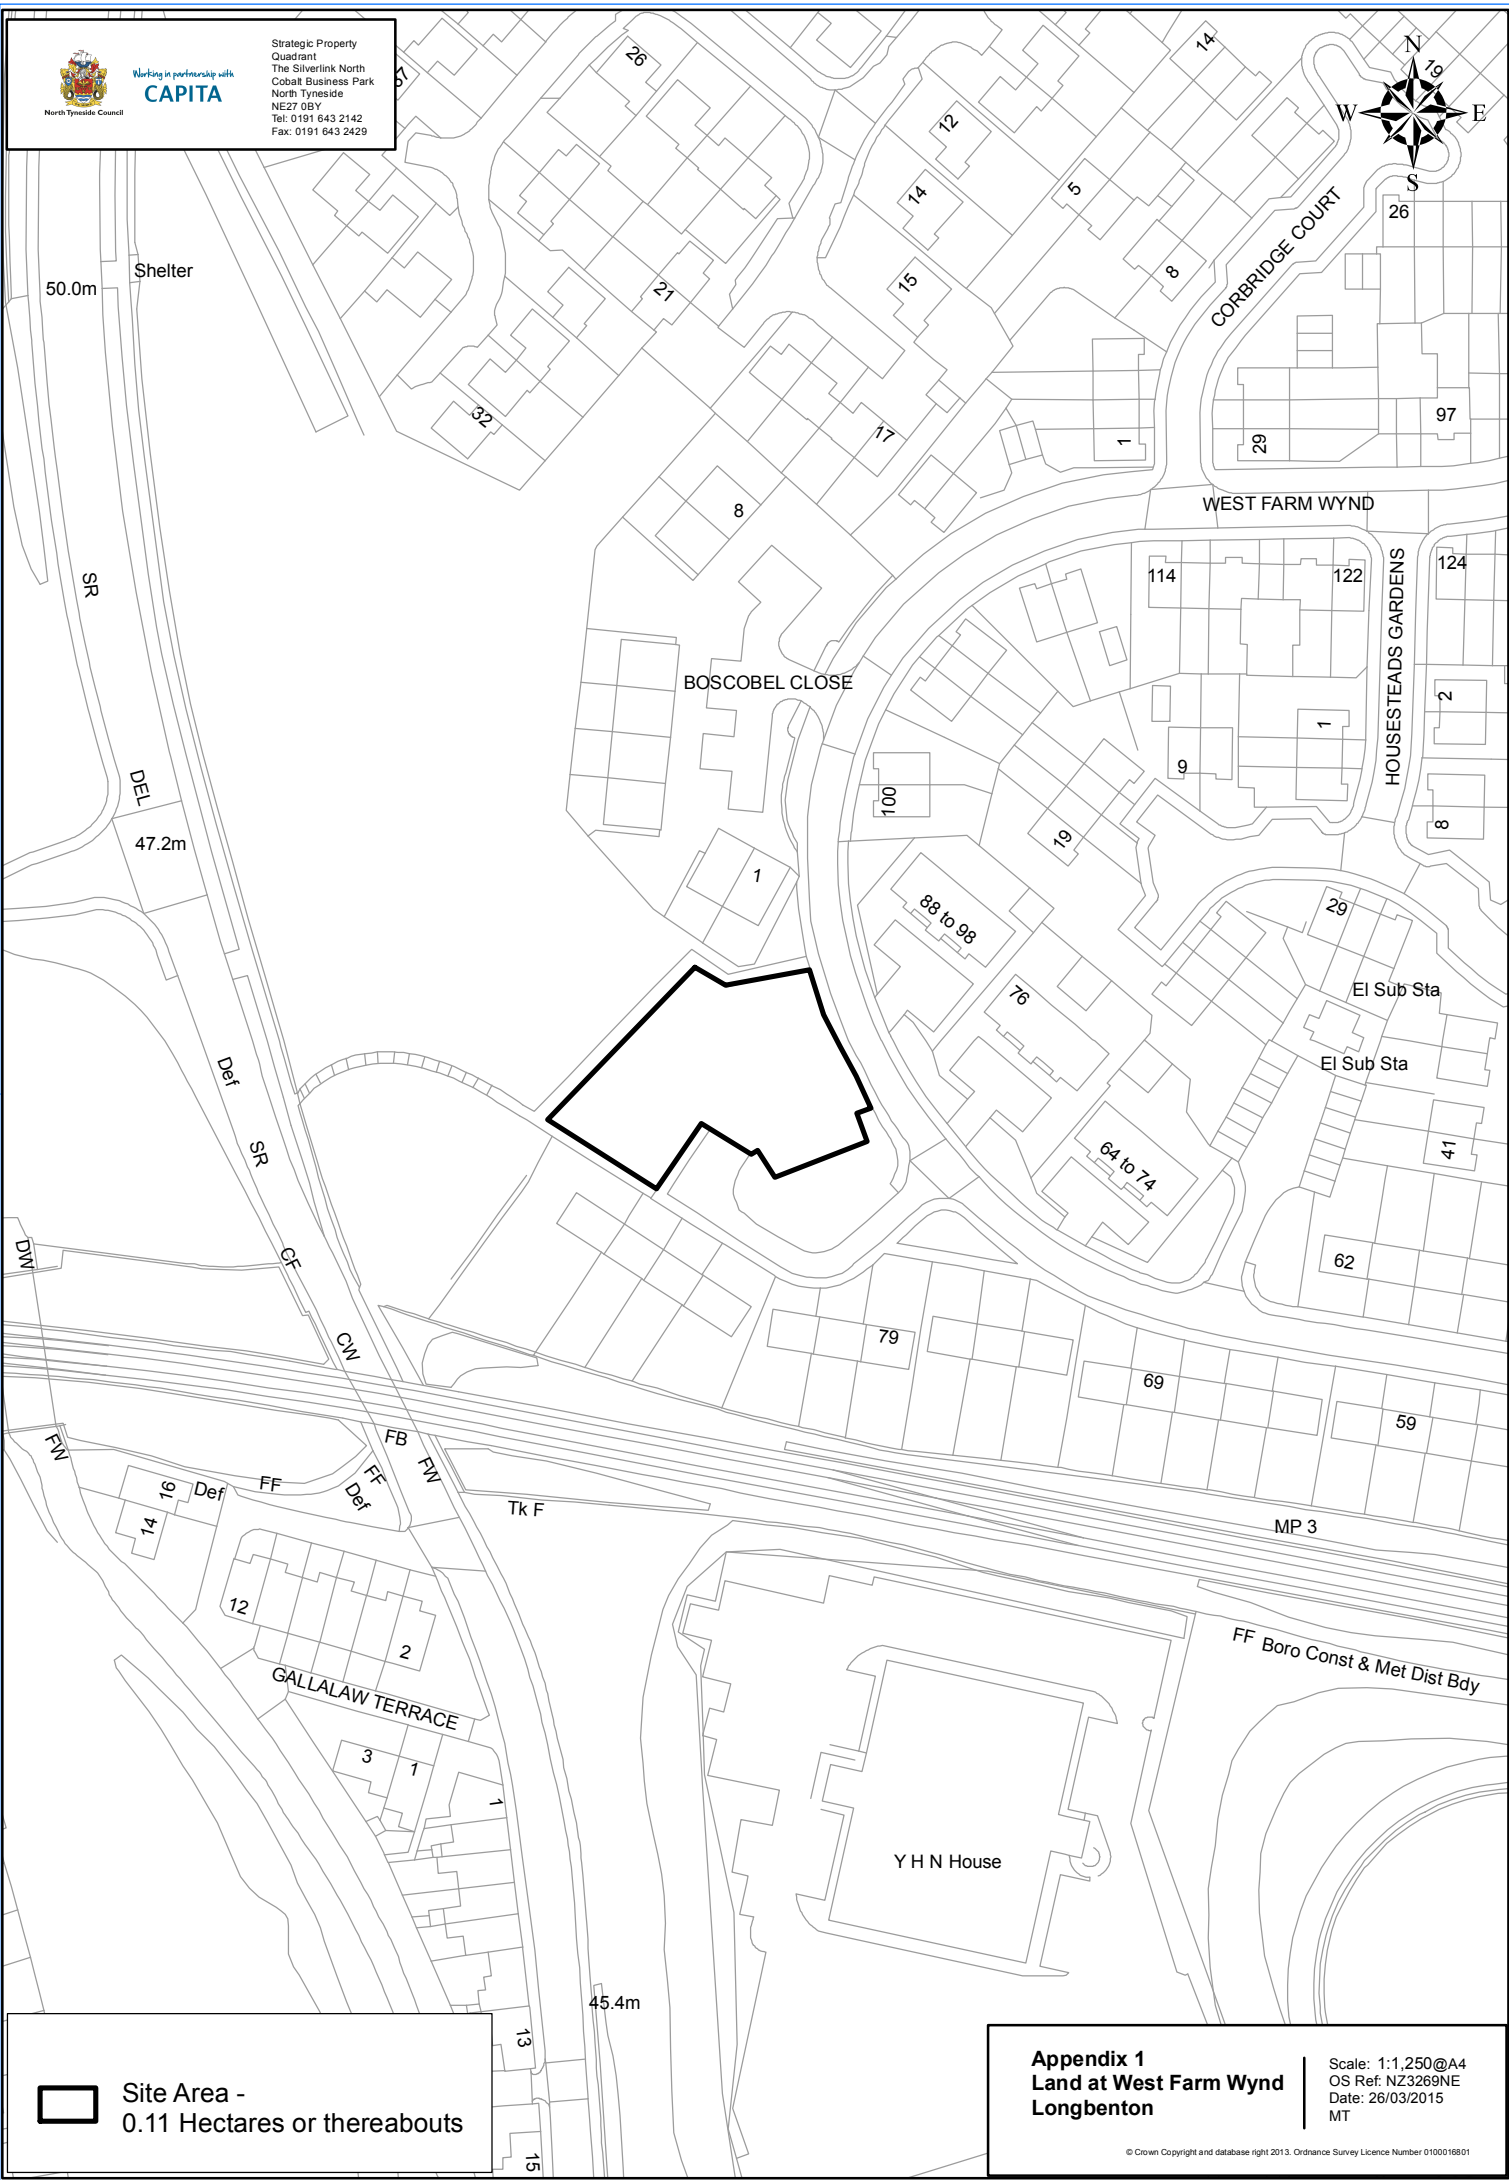 North Tyneside Council
Working in partnership with
CAPITA
Strategic Property
Quadrant
The Silverlink North
Cobalt Business Park
North Tyneside
NE27 0BY
Tel: 0191 643 2142
Fax: 0191 643 2429
26
14
N
19
W
E
S
12
5
14
26
CORBRIDGE COURT
Shelter
50.0m
21
15
8
32
17
1
29
97
8
WEST FARM WYND
SR
114
122
124
HOUSESTEADS GARDENS
BOSCOBEL CLOSE
2
1
9
DEL
100
19
8
47.2m
1
88 to 98
29
76
El Sub Sta
El Sub Sta
Def
SR
64 to 74
41
DW
CF
62
CW
79
69
59
FB
FW
FW
FF
FF
Def
Def
16
14
Tk F
MP 3
12
2
GALLALAW TERRACE
FF Boro Const & Met Dist Bdy
3
1
1
Y H N House
45.4m
13
15
Site Area -
0.11 Hectares or thereabouts
Appendix 1
Land at West Farm Wynd
Longbenton
Scale: 1:1,250@A4
OS Ref: NZ3269NE
Date: 26/03/2015
MT
© Crown Copyright and database right 2013. Ordnance Survey Licence Number 0100016801